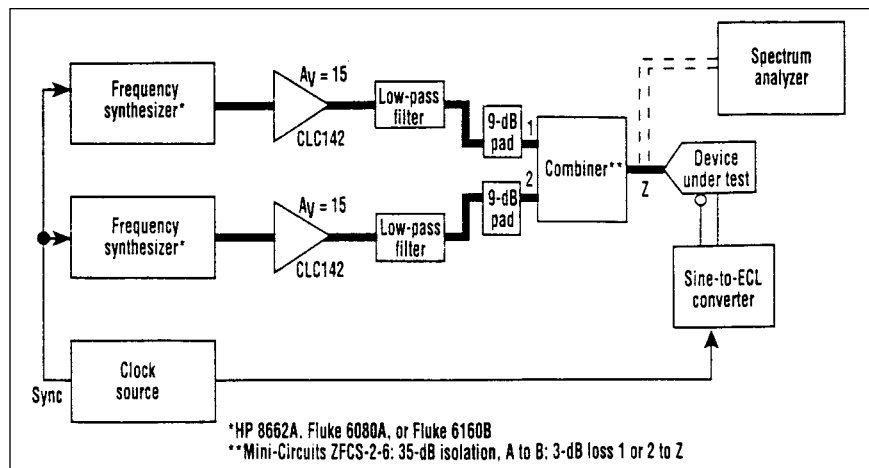 Frequency
synthesizer*
Av = 15
CLC142
Low-pass
filter
9-dB
pad
1
Combiner**
Z
Spectrum
analyzer
Device
under test
Frequency
synthesizer*
Av = 15
CLC142
Low-pass
filter
9-dB
pad
2
Sine-to-ECL
converter
Sync
Clock
source
*HP 8662A. Fluke 6080A, or Fluke 6160B
**Mini-Circuits ZFCS-2-6: 35-dB isolation, A to B; 3-dB loss 1 or 2 to Z